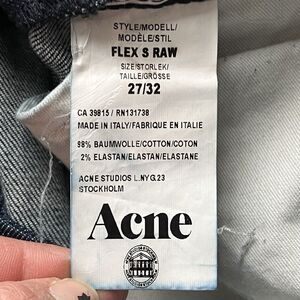 STYLE/MODELL/
MODÈLE/STIL
FLEX S RAW
SIZE/STORLEK/
TAILLE/GRÖSSE
27/32
CA 39815 / RN131738
MADE IN ITALY/FABRIQUE EN ITALIE
98% BAUMWOLLE/COTTON/COTON
2% ELASTAN/ELASTAN/ELASTANE
ACNE STUDIOS L.NYG.23
STOCKHOLM
Acne